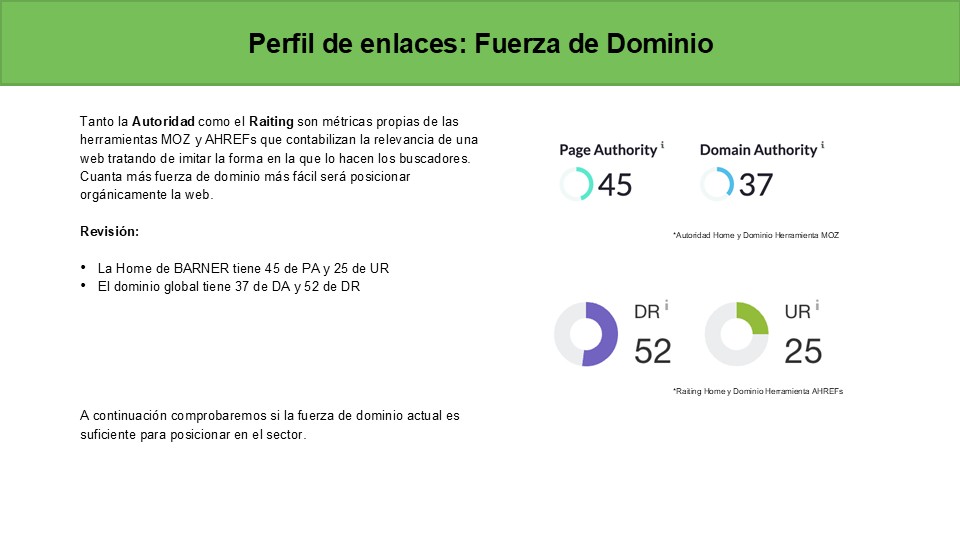 Perfil de enlaces: Fuerza de Dominio
Tanto la Autoridad como el Raiting son métricas propias de las
herramientas MOZ y AHREFs que contabilizan la relevancia de una
web tratando de imitar la forma en la que lo hacen los buscadores.
Cuanta más fuerza de dominio más fácil será posicionar
orgánicamente la web.
Revisión:
• La Home de BARNER tiene 45 de PA y 25 de UR
• El dominio global tiene 37 de DA y 52 de DR
A continuación comprobaremos si la fuerza de dominio actual es
suficiente para posicionar en el sector.
Page Authority i
45
Domain Authority i
37
*Autoridad Home y Dominio Herramienta MOZ
DR i
52
UR i
25
*Raiting Home y Dominio Herramienta AHREFs